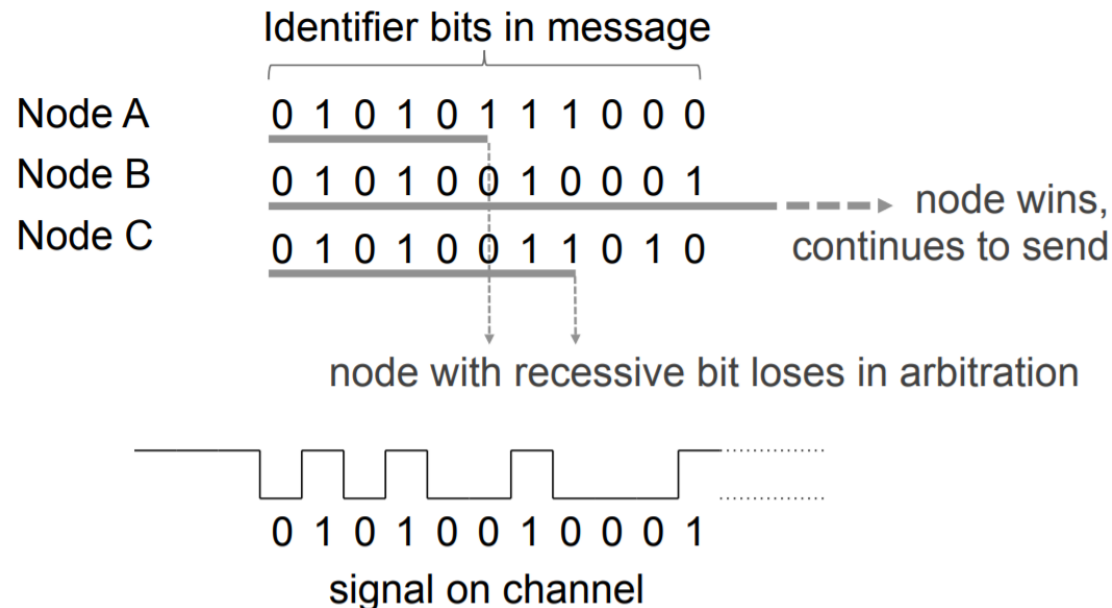 Identifier bits in message
Node A 0 1 0 1 0 1 1 1 0 0 0
Node B 0 1 0 1 0 0 1 0 0 0 1
node wins,
Node C 0 1 0 1 0 0 1 1 0 1 0
continues to send
node with recessive bit loses in arbitration
0 1 0 1 0 0 1 0 0 0 1
signal on channel